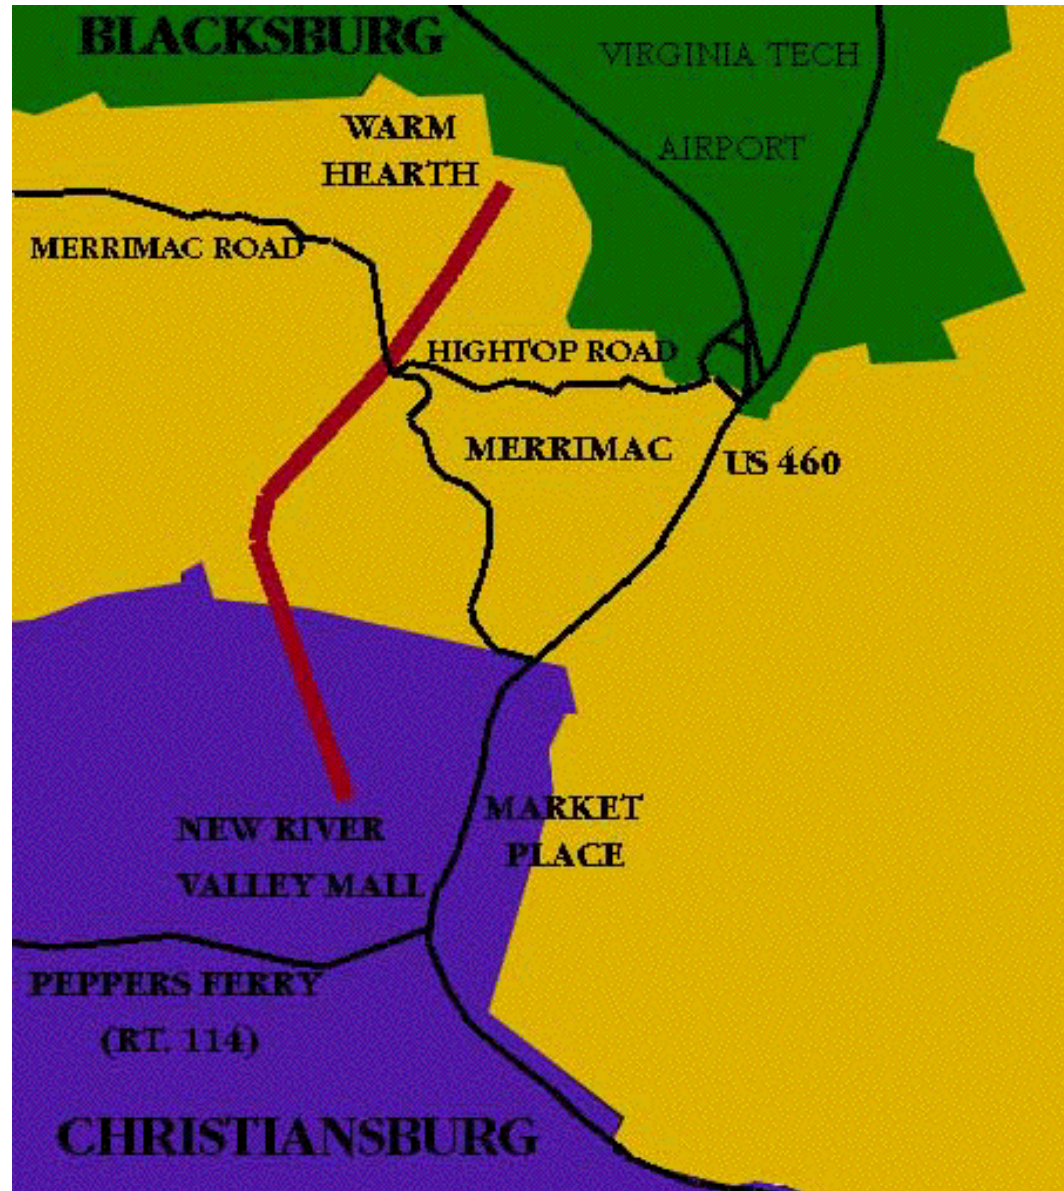 BLACKSBURG
VIRGINIA TECH
AIRPORT
WARM
HEARTH
MERRIMAC ROAD
HIGHTOP ROAD
MERRIMAC
US 460
MARKET
PLACE
NEW RIVER
VALLEY MALL
PEPPERS FERRY
(RT. 114)
CHRISTIANSBURG